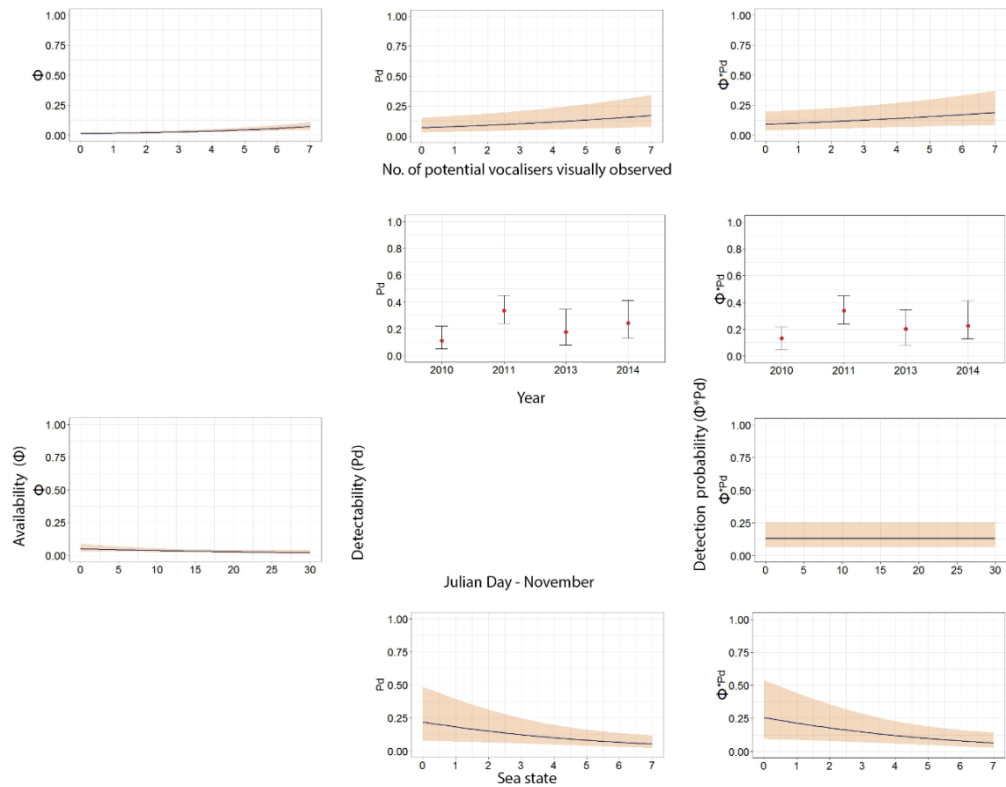 1.00
0.75
Φ 0.50
0.25
0.00
0 1 2 3 4 5 6 7
1.00
0.75
Pd 0.50
0.25
0.00
0 1 2 3 4 5 6 7
1.00
0.75
Φ*Pd 0.50
0.25
0.00
0 1 2 3 4 5 6 7
No. of potential vocalisers visually observed
1.0
0.8
0.6
Pd
0.4
0.2
0.0
2010 2011 2013 2014
1.0
0.8
0.6
Φ*Pd
0.4
0.2
0.0
2010 2011 2013 2014
Year
Availability (Φ)
1.00
0.75
Φ 0.50
0.25
0.00
0 5 10 15 20 25 30
Detectability (Pd)
Detection probability (Φ*Pd)
1.00
0.75
Φ*Pd 0.50
0.25
0.00
0 5 10 15 20 25 30
Julian Day - November
1.00
0.75
Pd 0.50
0.25
0.00
0 1 2 3 4 5 6 7
1.00
0.75
Φ*Pd 0.50
0.25
0.00
0 1 2 3 4 5 6 7
Sea state